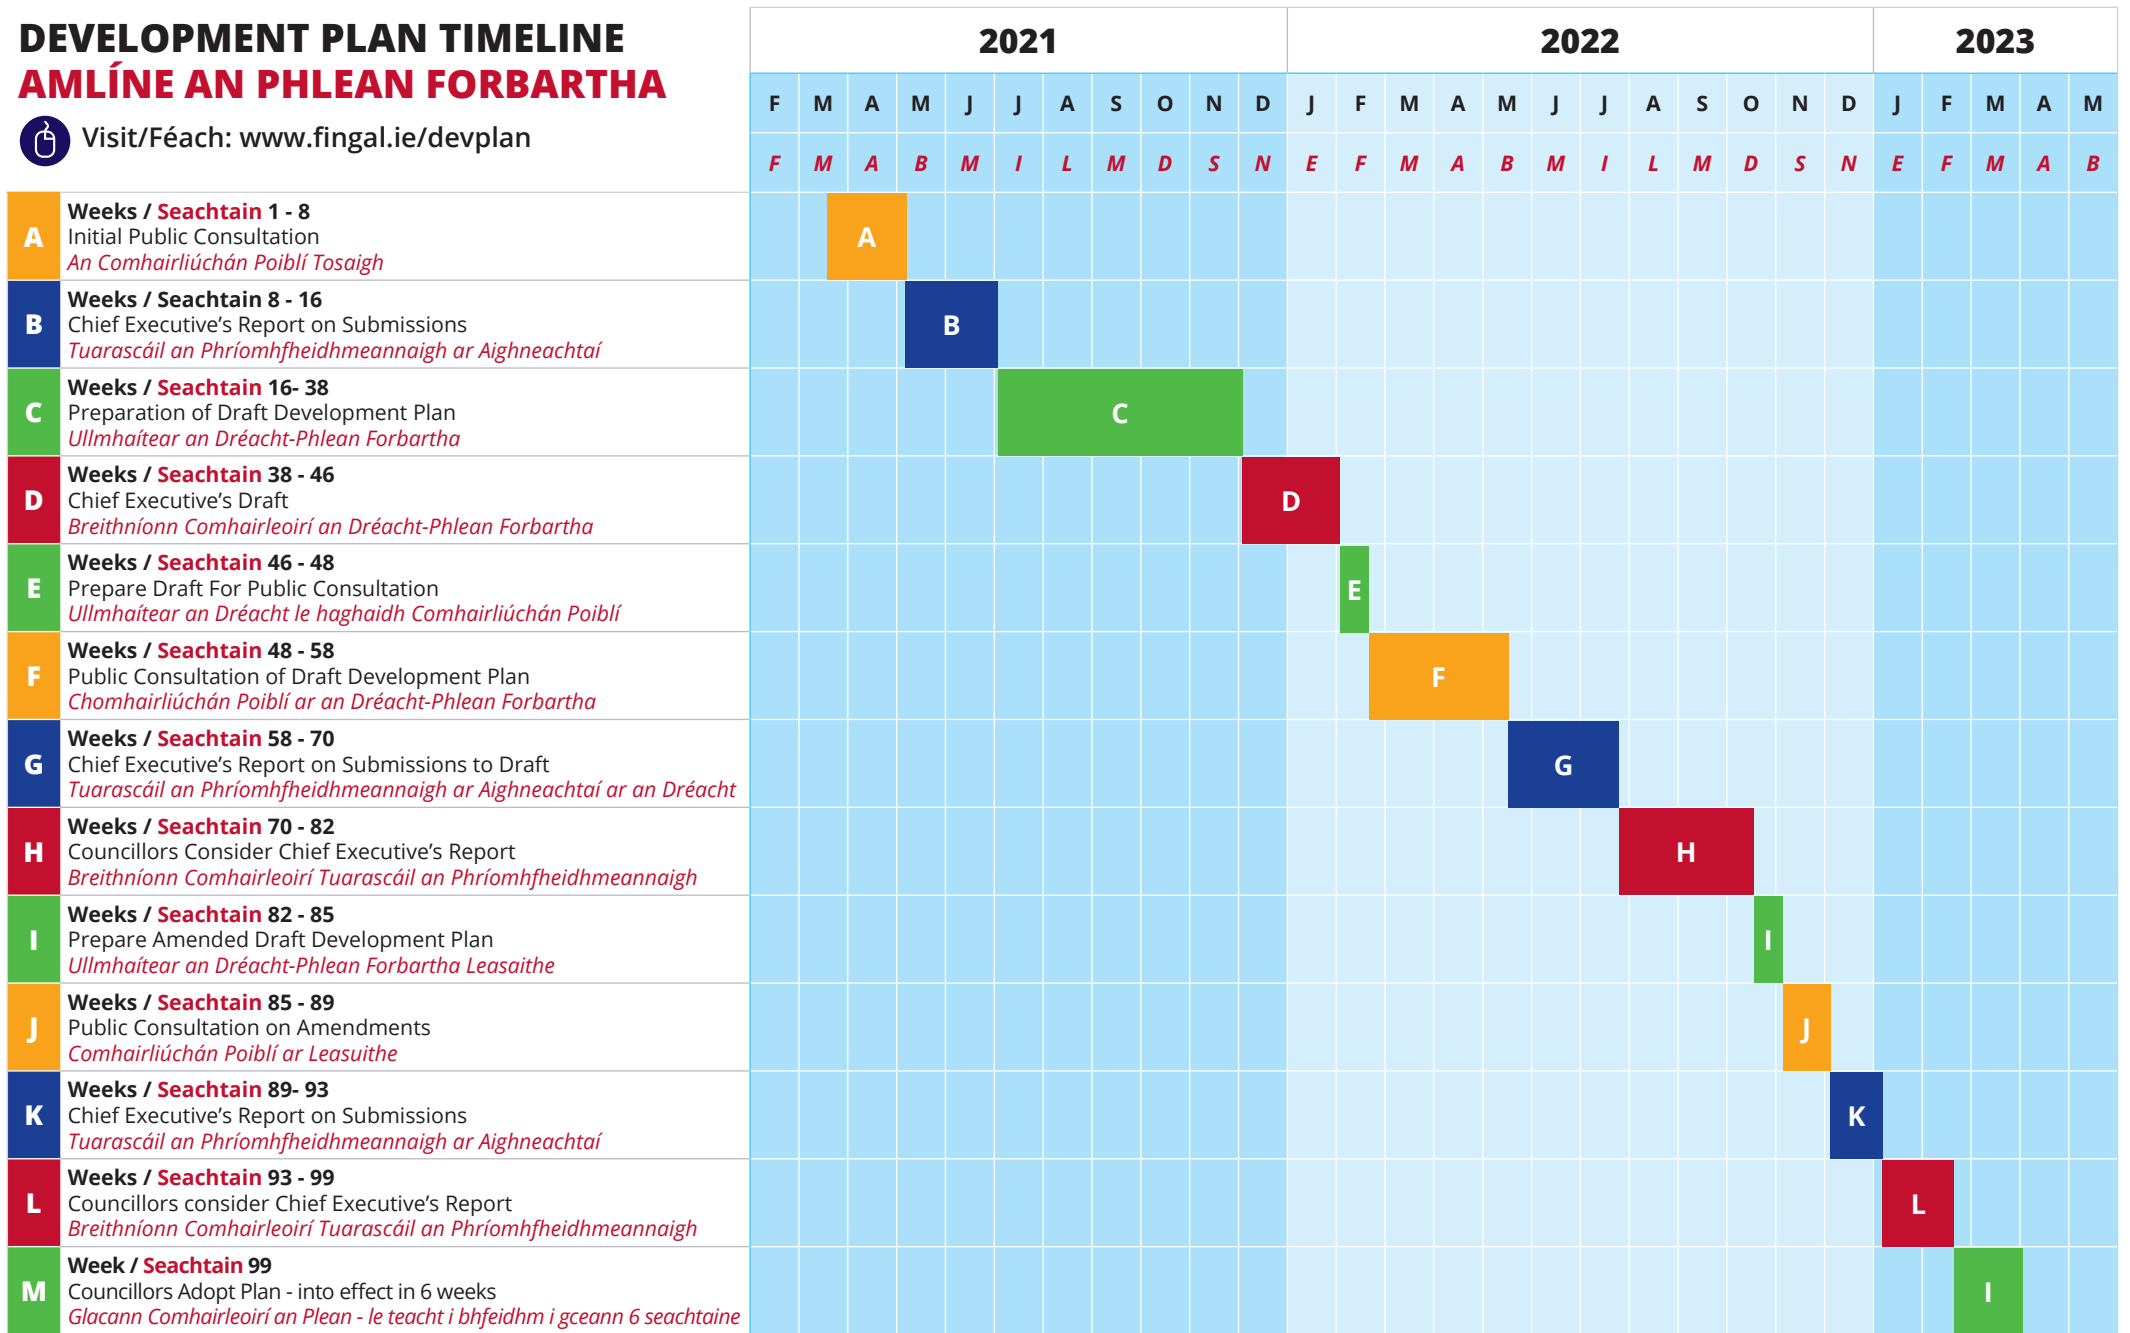 DEVELOPMENT PLAN TIMELINE
AMLÍNE AN PHLEAN FORBARTHA
Visit/Féach: www.fingal.ie/devplan
2021 2022 2023
F M A M J J A S O N D J F M A M J J A S O N D J F M A M
F M A B M I L M D S N E F M A B M I L M D S N E F M A B
A
Weeks / Seachtain 1 - 8
Initial Public Consultation
An Comhairliúchán Poiblí Tosaigh
A
B
Weeks / Seachtain 8 - 16
Chief Executive’s Report on Submissions
Tuarascáil an Phríomhfheidhmeannaigh ar Aighneachtaí
B
C
Weeks / Seachtain 16- 38
Preparation of Draft Development Plan
Ullmhaítear an Dréacht-Phlean Forbartha
C
D
Weeks / Seachtain 38 - 46
Chief Executive’s Draft
Breithníonn Comhairleoirí an Dréacht-Phlean Forbartha
D
E
Weeks / Seachtain 46 - 48
Prepare Draft For Public Consultation
Ullmhaítear an Dréacht le haghaidh Comhairliúchán Poiblí
E
F
Weeks / Seachtain 48 - 58
Public Consultation of Draft Development Plan
Chomhairliúchán Poiblí ar an Dréacht-Phlean Forbartha
F
G
Weeks / Seachtain 58 - 70
Chief Executive’s Report on Submissions to Draft
Tuarascáil an Phríomhfheidhmeannaigh ar Aighneachtaí ar an Dréacht
G
H
Weeks / Seachtain 70 - 82
Councillors Consider Chief Executive’s Report
Breithníonn Comhairleoirí Tuarascáil an Phríomhfheidhmeannaigh
H
I
Weeks / Seachtain 82 - 85
Prepare Amended Draft Development Plan
Ullmhaítear an Dréacht-Phlean Forbartha Leasaithe
I
J
Weeks / Seachtain 85 - 89
Public Consultation on Amendments
Comhairliúchán Poiblí ar Leasuithe
J
K
Weeks / Seachtain 89- 93
Chief Executive’s Report on Submissions
Tuarascáil an Phríomhfheidhmeannaigh ar Aighneachtaí
K
L
Weeks / Seachtain 93 - 99
Councillors consider Chief Executive’s Report
Breithníonn Comhairleoirí Tuarascáil an Phríomhfheidhmeannaigh
L
M
Week / Seachtain 99
Councillors Adopt Plan - into effect in 6 weeks
Glacann Comhairleoirí an Plean - le teacht i bhfeidhm i gceann 6 seachtaine
I